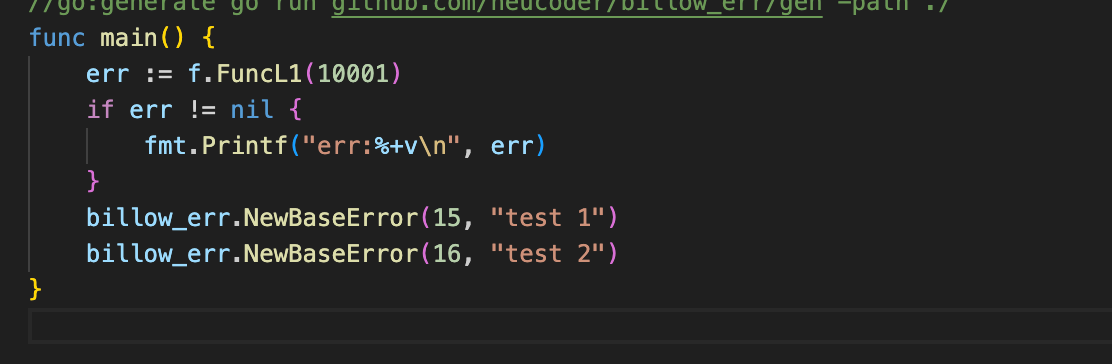 //go:generate go run github.com/neucoder/billow_err/gen -path ./
func main() {
    err := f.FuncL1(10001)
    if err != nil {
        fmt.Printf("err:%+v\n", err)
    }
    billow_err.NewBaseError(15, "test 1")
    billow_err.NewBaseError(16, "test 2")
}